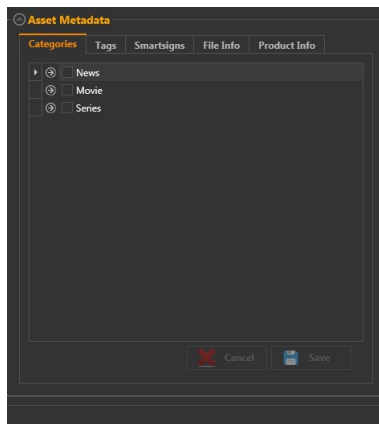 Asset Metadata
Categories Tags Smartsigns File Info Product Info
News
Movie
Series
Cancel Save